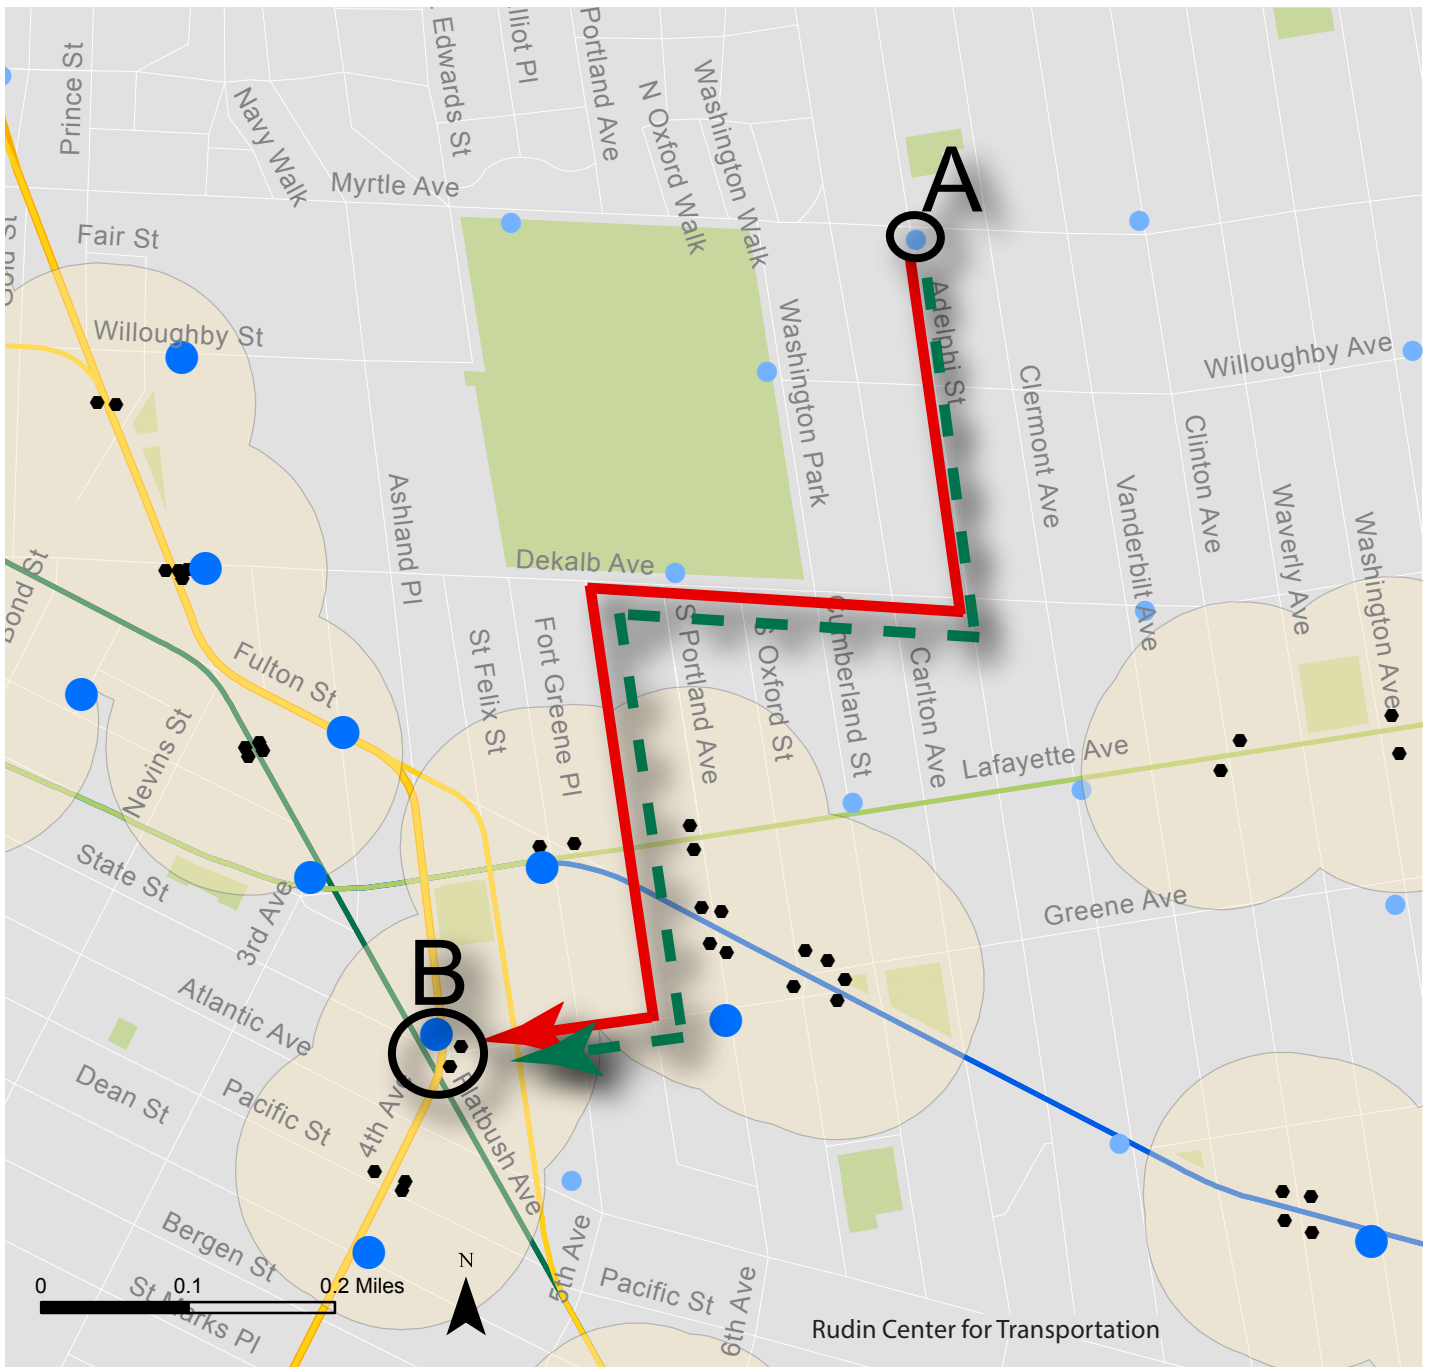 Prince St
Edwards St
lliot Pl
Portland Ave
N Oxford Walk
Washington Walk
Navy Walk
Myrtle Ave
A
Fair St
Willoughby St
Washington Park
Adelphi St
Clermont Ave
Willoughby Ave
Clinton Ave
Vanderbilt Ave
Waverly Ave
Washington Ave
Ashland Pl
Dekalb Ave
Bond St
Fulton St
St Felix St
Fort Greene Pl
S Portland Ave
S Oxford St
Cumberland St
Carlton Ave
Lafayette Ave
Nevins St
State St
3rd Ave
Greene Ave
B
Atlantic Ave
Dean St
Pacific St
4th Ave
Flatbush Ave
Bergen St
5th Ave
Pacific St
6th Ave
St Marks Pl
0 0.1 0.2 Miles
N
Rudin Center for Transportation